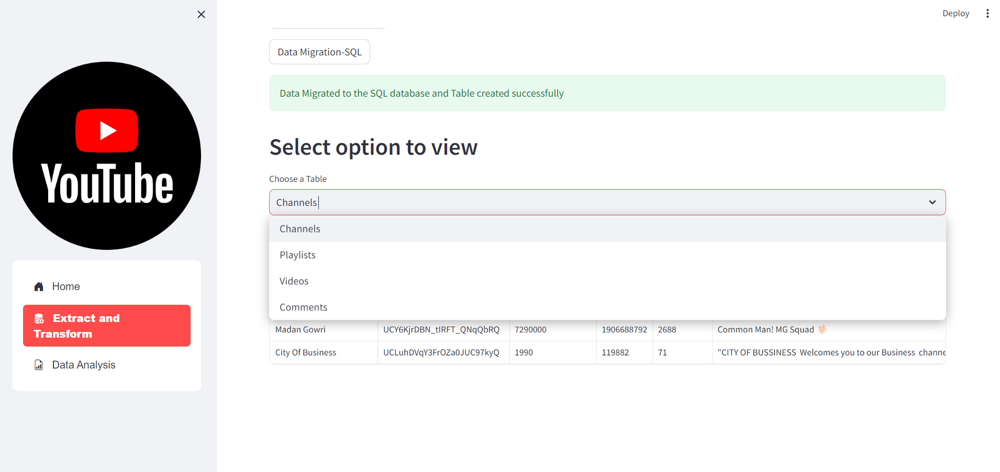 Deploy
YouTube
Home
Extract and
Transform
Data Analysis
Data Migration-SQL
Data Migrated to the SQL database and Table created successfully
Select option to view
Choose a Table
Channels
Channels
Playlists
Videos
Comments
Madan Gowri UCY6KjrDBN_tIRFT_QNqQbRQ 7290000 1906688792 2688 Common Man! MG Squad 🖖🏻
City Of Business UCLuhDVqY3FrOZa0JUC97kyQ 1990 119882 71 "CITY OF BUSSINESS Welcomes you to our Business channe